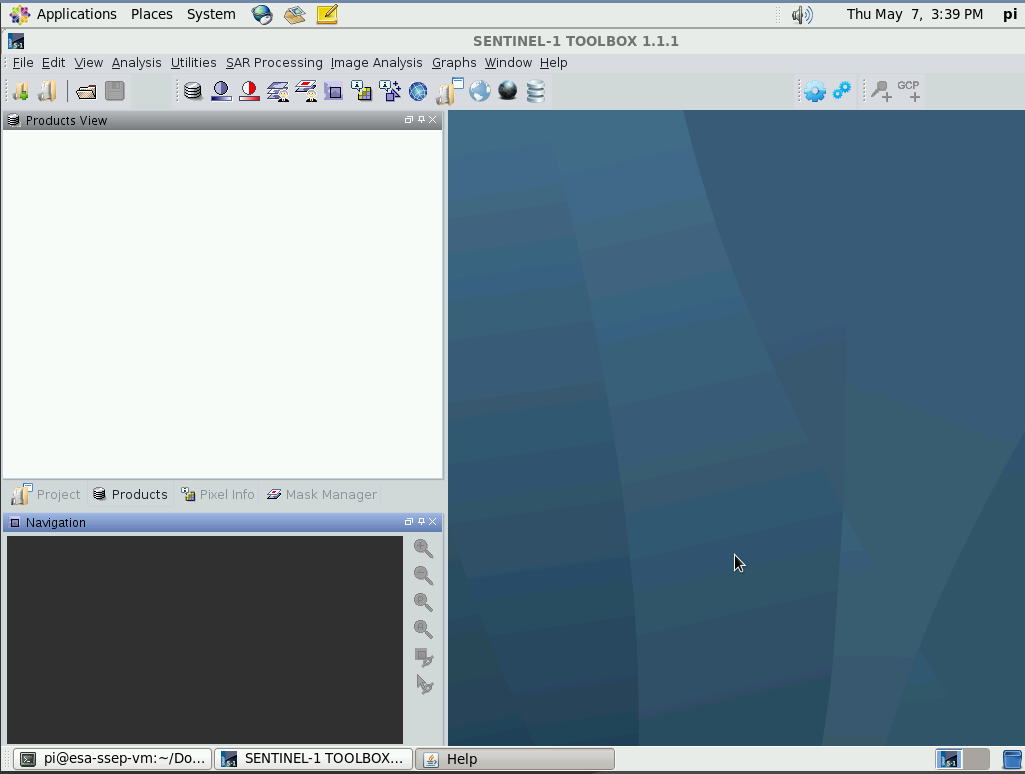 Applications Places System Thu May 7, 3:39 PM pi
SENTINEL-1 TOOLBOX 1.1.1
File Edit View Analysis Utilities SAR Processing Image Analysis Graphs Window Help
GCP
Products View
Project Products Pixel Info Mask Manager
Navigation
pi@esa-ssep-vm:~/Do... SENTINEL-1 TOOLBOX... Help